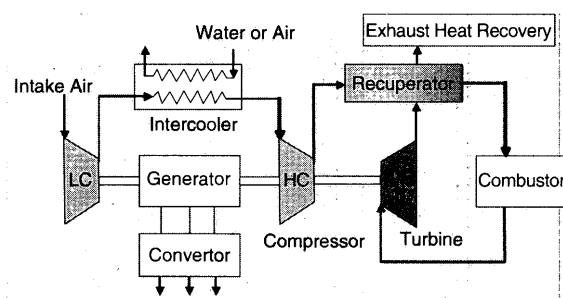 Exhaust Heat Recovery
Water or Air
Intake Air
Recuperator
Intercooler
LC
Generator
HC
Combustor
Convertor
Compressor
Turbine